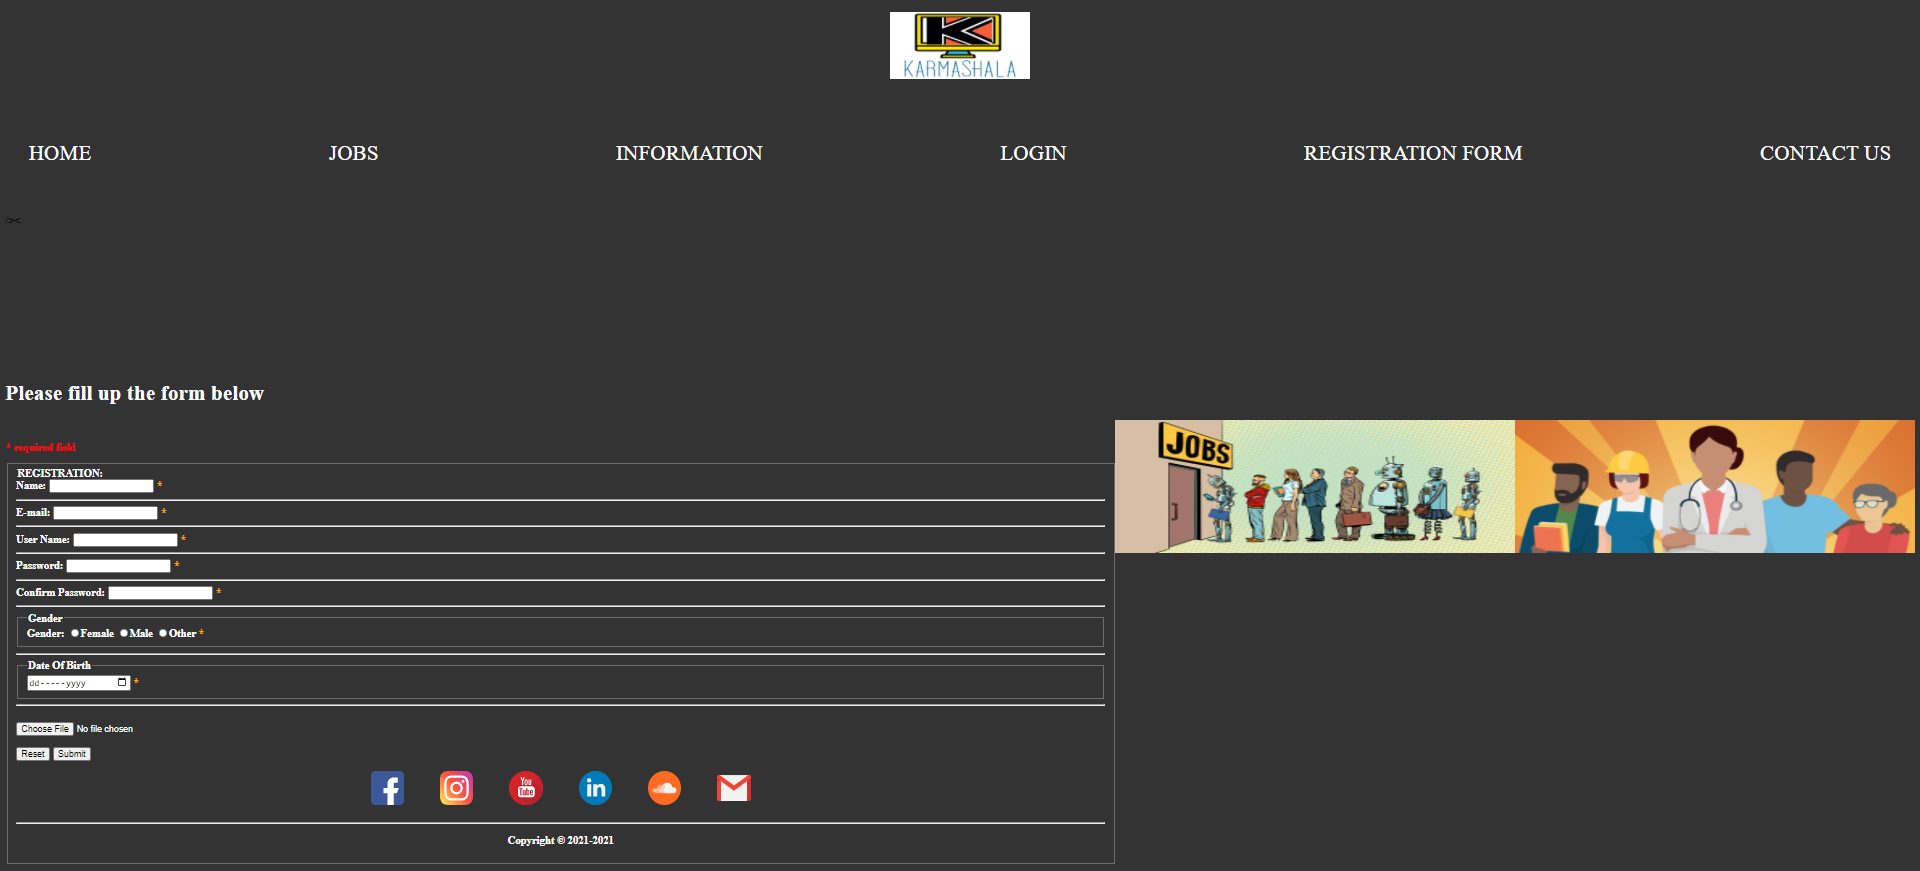 KARMASHALA
HOME JOBS INFORMATION LOGIN REGISTRATION FORM CONTACT US
/><
Please fill up the form below
* required field
JOBS
REGISTRATION:
Name: *
E-mail: *
User Name: *
Password: *
Confirm Password: *
Gender
Gender: Female Male Other *
Date Of Birth
dd-----yyyy *
Choose File No file chosen
Reset Submit
You Tube in
Copyright © 2021-2021